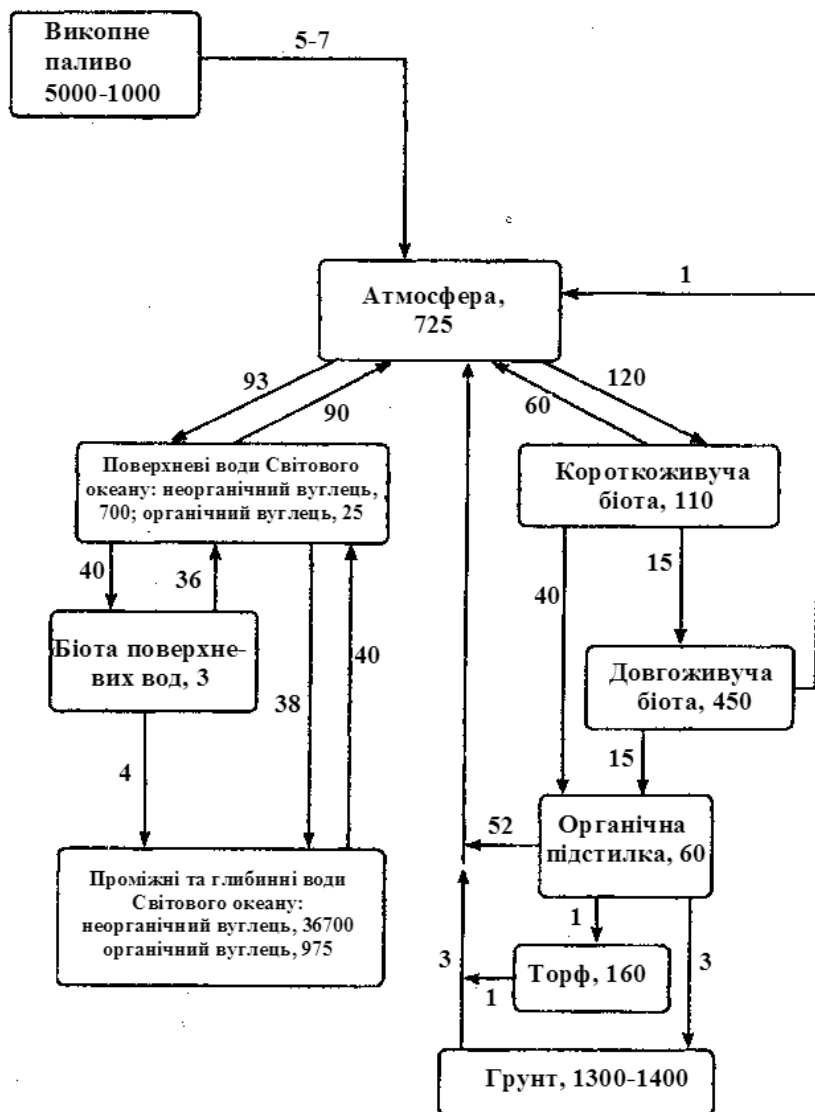 Викопне
паливо
5000-1000
5-7
Атмосфера,
725
1
93
90
60
120
Поверхневі води Світового
океану: неорганічний вуглець,
700; органічний вуглець, 25
Короткоживуча
біота, 110
40
36
40
15
Біота поверхне-
вих вод, 3
38
40
Довгоживуча
біота, 450
4
15
52
Органічна
підстилка, 60
Проміжні та глибинні води
Світового океану:
неорганічний вуглець, 36700
органічний вуглець, 975
1
3
3
Торф, 160
1
Грунт, 1300-1400